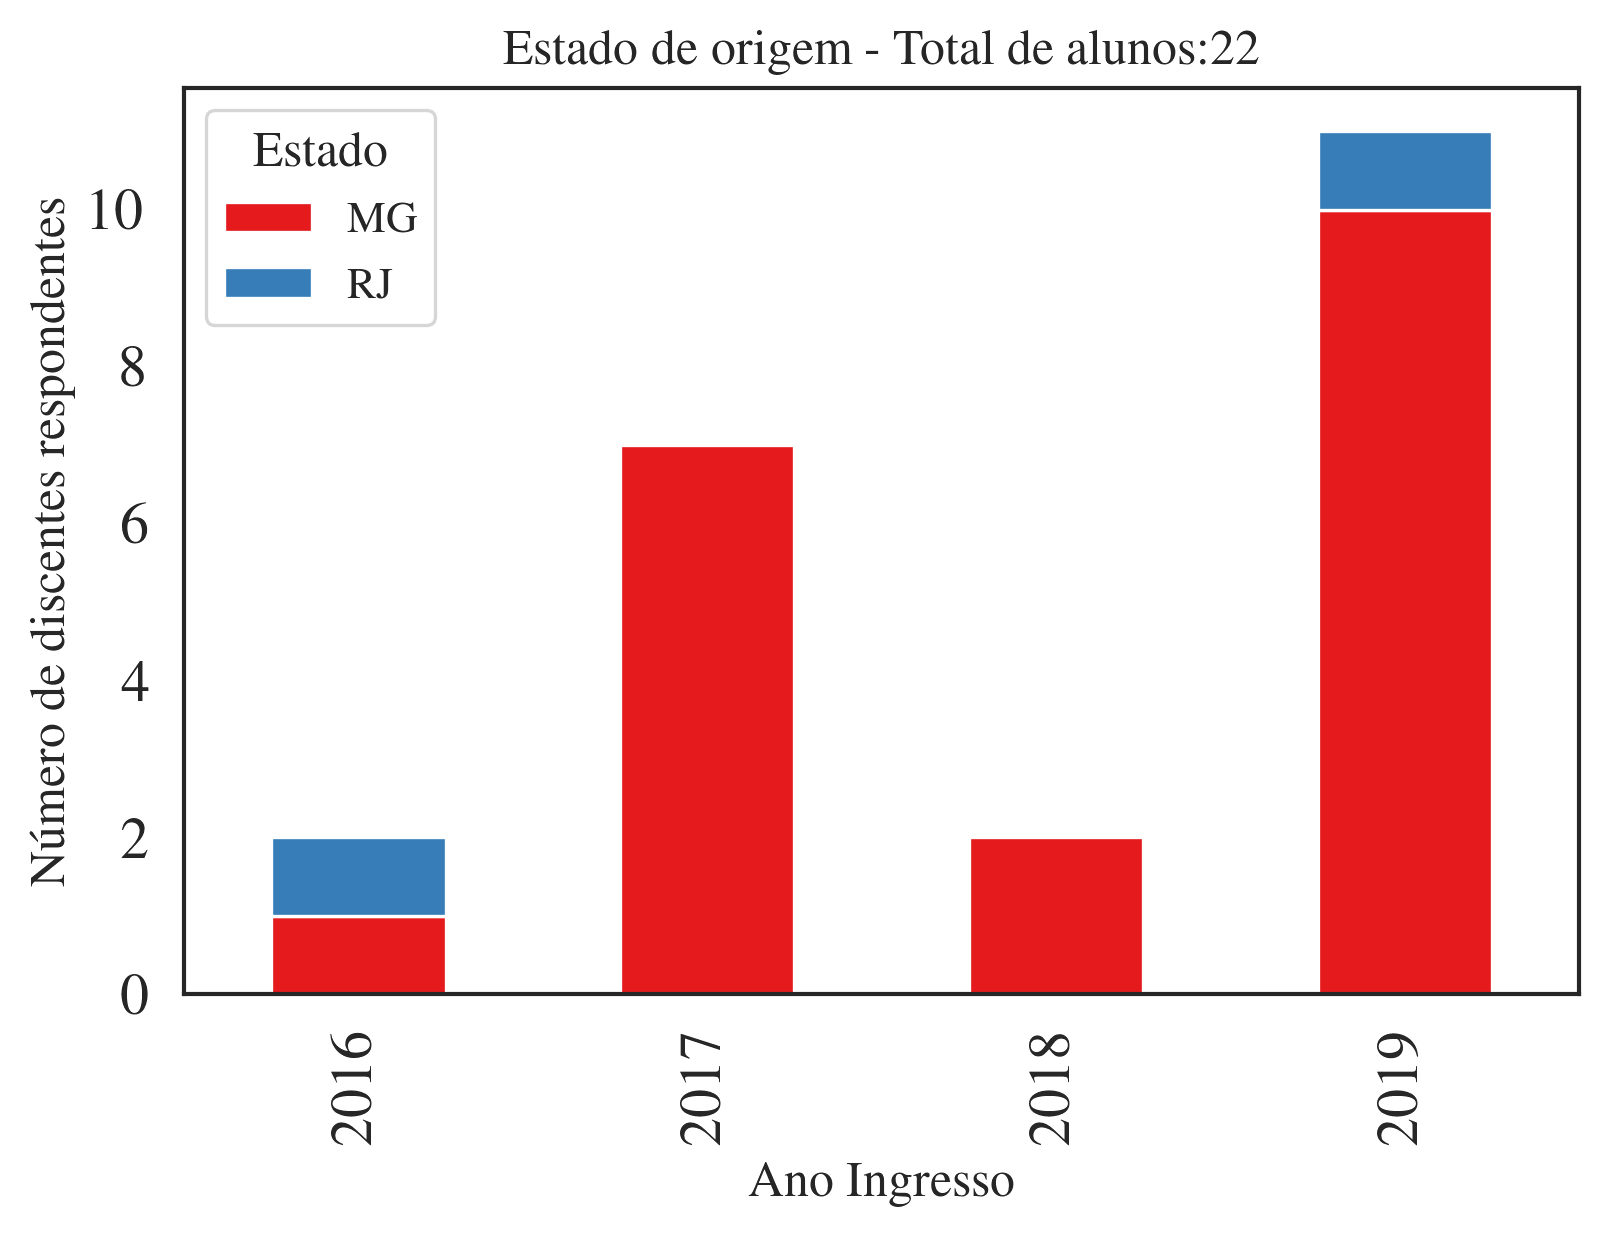 Estado de origem - Total de alunos:22
Estado
MG
RJ
Número de discentes respondentes
10
8
6
4
2
0
2016
2017
2018
2019
Ano Ingresso